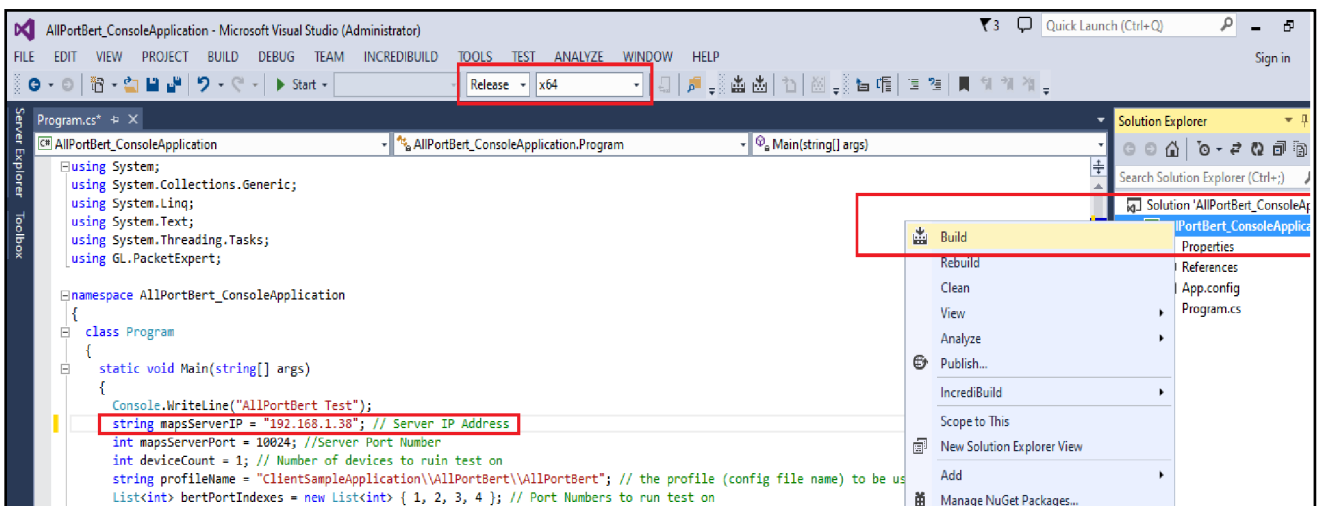 AllPortBert_ConsoleApplication - Microsoft Visual Studio (Administrator)
3
Quick Launch (Ctrl+Q)
FILE EDIT VIEW PROJECT BUILD DEBUG TEAM INCREDIBUILD TOOLS TEST ANALYZE WINDOW HELP
Sign in
Start
Release
x64
Server Explorer
Toolbox
Program.cs*
AllPortBert_ConsoleApplication
AllPortBert_ConsoleApplication.Program
Main(string[] args)
using System;
using System.Collections.Generic;
using System.Linq;
using System.Text;
using System.Threading.Tasks;
using GL.PacketExpert;
namespace AllPortBert_ConsoleApplication
{
class Program
{
static void Main(string[] args)
{
Console.WriteLine("AllPortBert Test");
string mapsServerIP = "192.168.1.38"; // Server IP Address
int mapsServerPort = 10024; //Server Port Number
int deviceCount = 1; // Number of devices to ruin test on
string profileName = "ClientSampleApplication\\AllPortBert\\AllPortBert"; // the profile (config file name) to be us
List<int> bertPortIndexes = new List<int> { 1, 2, 3, 4 }; // Port Numbers to run test on
Solution Explorer
Search Solution Explorer (Ctrl+;)
Solution 'AllPortBert_ConsoleAp
llPortBert_ConsoleApplica
Properties
References
App.config
Program.cs
Build
Rebuild
Clean
View
Analyze
Publish...
IncrediBuild
Scope to This
New Solution Explorer View
Add
Manage NuGet Packages...